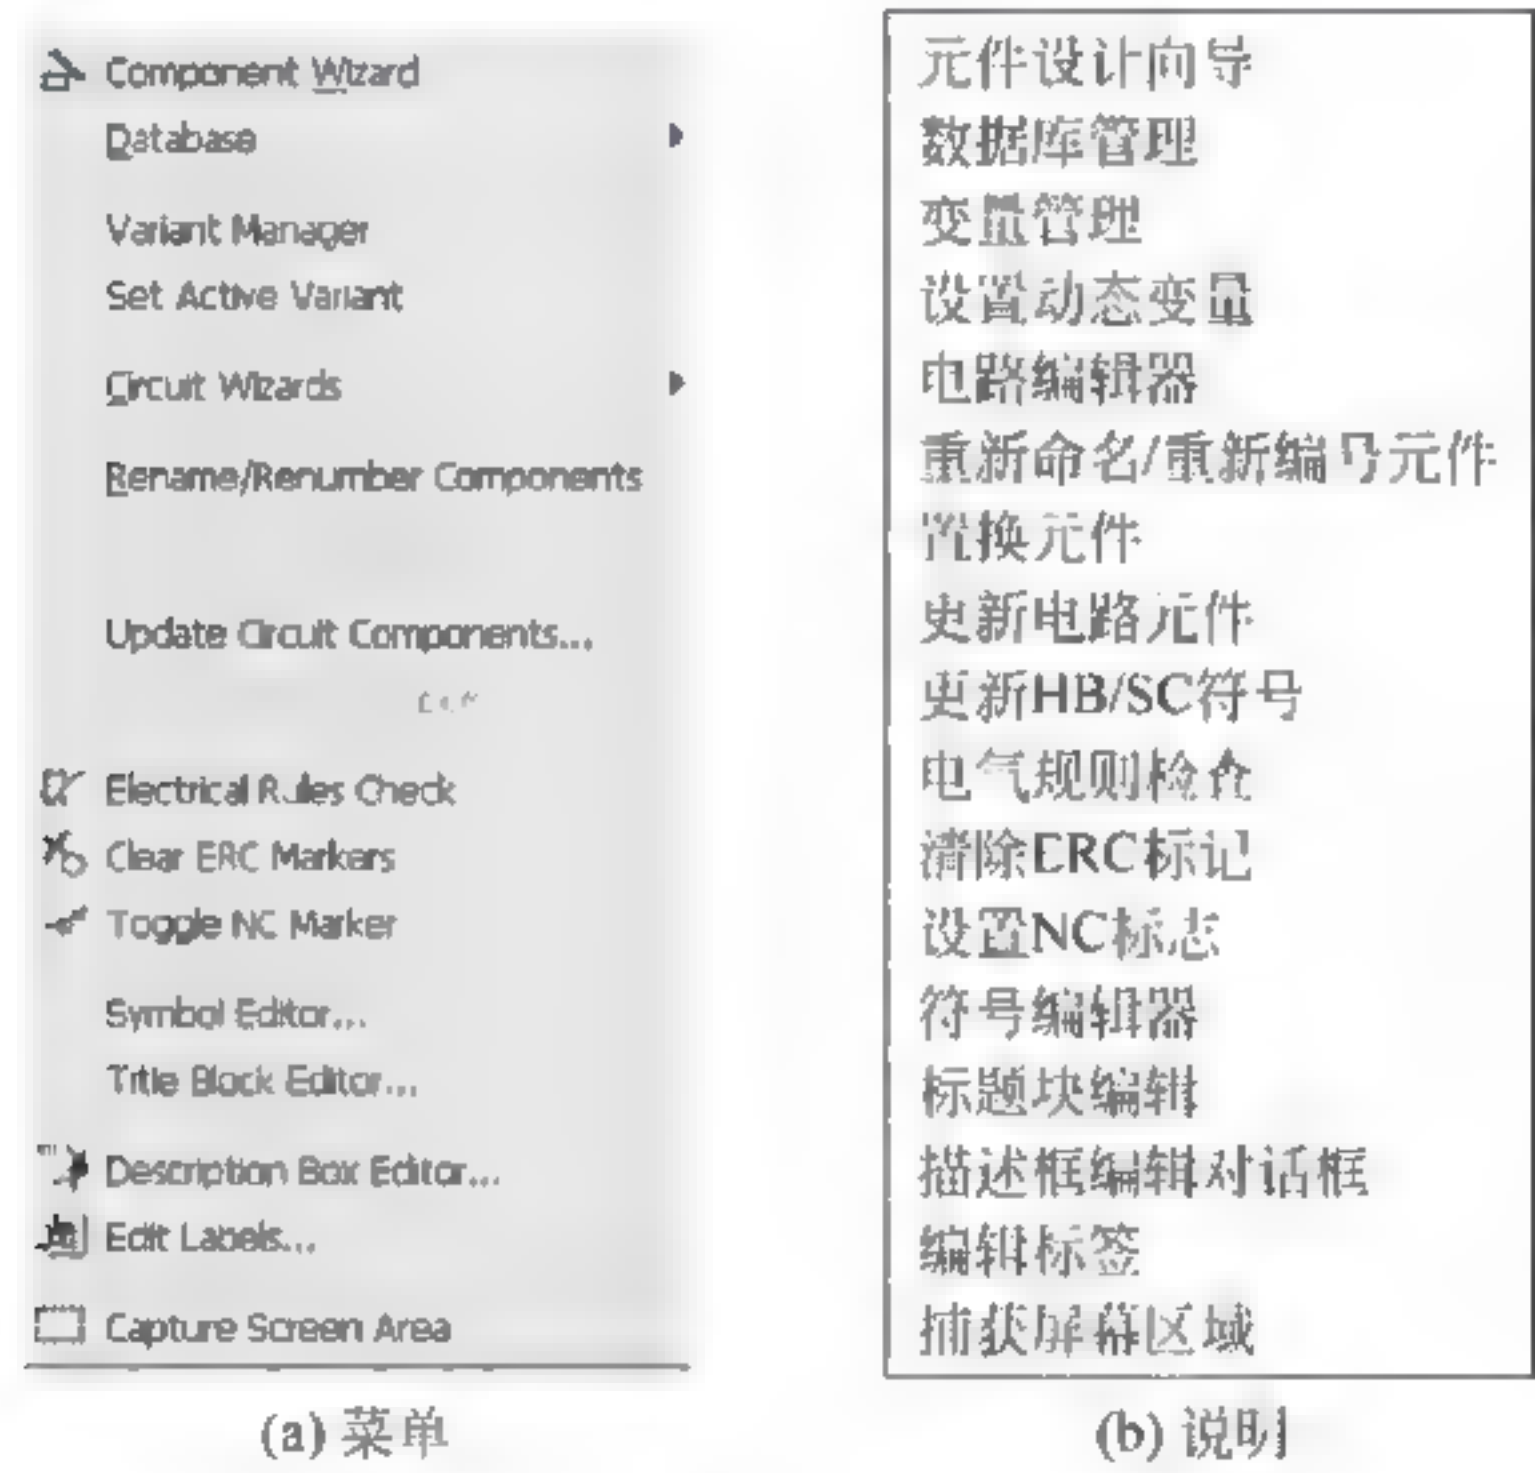 Component Wizard
Database
Variant Manager
Set Active Variant
Circuit Wizards
Rename/Renumber Components
Update Circuit Components...
Electrical Rules Check
Clear ERC Markers
Toggle NC Marker
Symbol Editor...
Title Block Editor...
Description Box Editor...
Edit Labels...
Capture Screen Area
(a) 菜单
元件设计向导
数据库管理
变量管理
设置动态变量
电路编辑器
重新命名/重新编号元件
置换元件
更新电路元件
更新HB/SC符号
电气规则检查
清除ERC标记
设置NC标志
符号编辑器
标题块编辑
描述框编辑对话框
编辑标签
捕获屏幕区域
(b) 说明